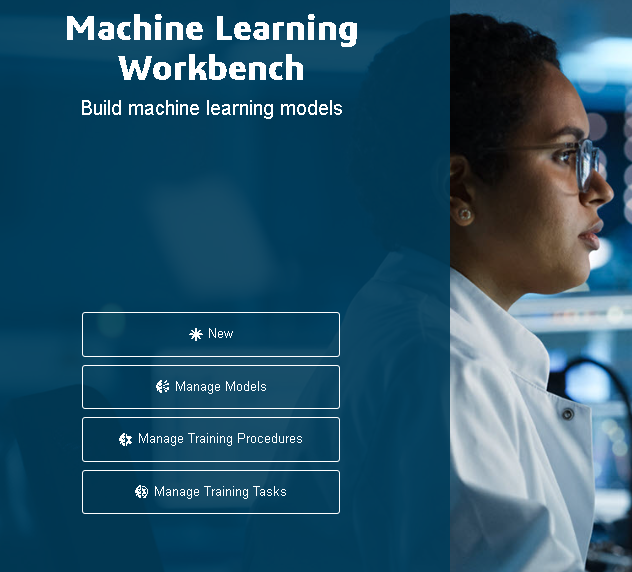 Machine Learning
Workbench
Build machine learning models
New
Manage Models
Manage Training Procedures
Manage Training Tasks